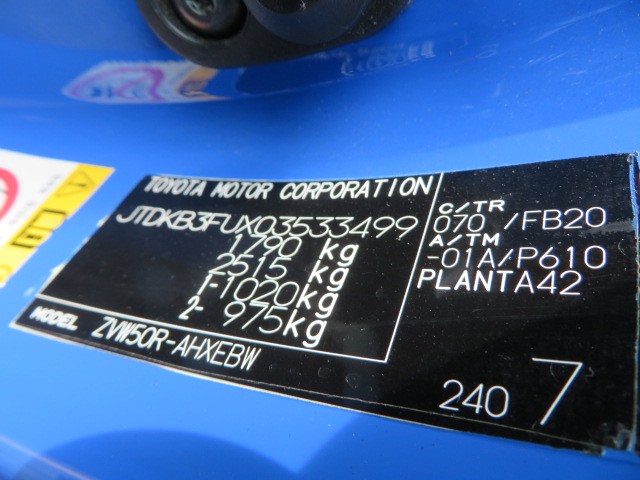 TOYOTA MOTOR CORPORATION
JTDKB3FUX03533499
1790 kg
2515 kg
1-1020kg
2- 975kg
MODEL ZVW50R-AHXEBW
C/TR
070 /FB20
A/TM
-01A/P610
PLANTA42
240 7